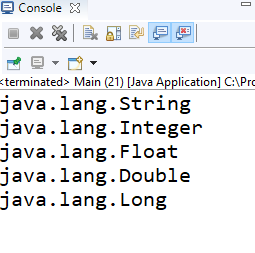 Console
<terminated> Main (21) [Java Application] C:\Pro
java.lang.String
java.lang.Integer
java.lang.Float
java.lang.Double
java.lang.Long